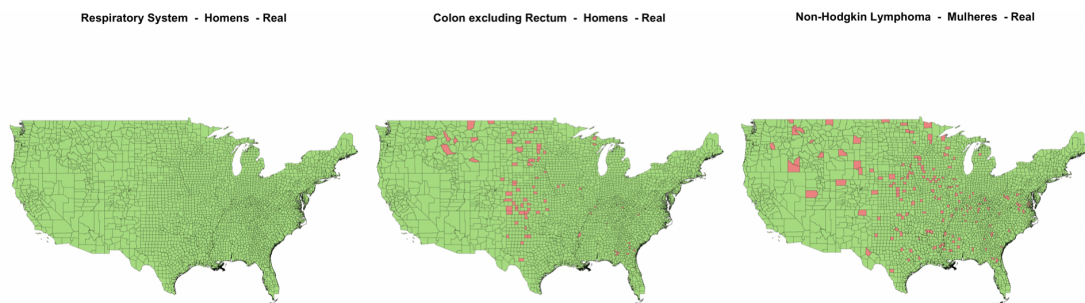 Respiratory System - Homens - Real
Colon excluding Rectum - Homens - Real
Non-Hodgkin Lymphoma - Mulheres - Real